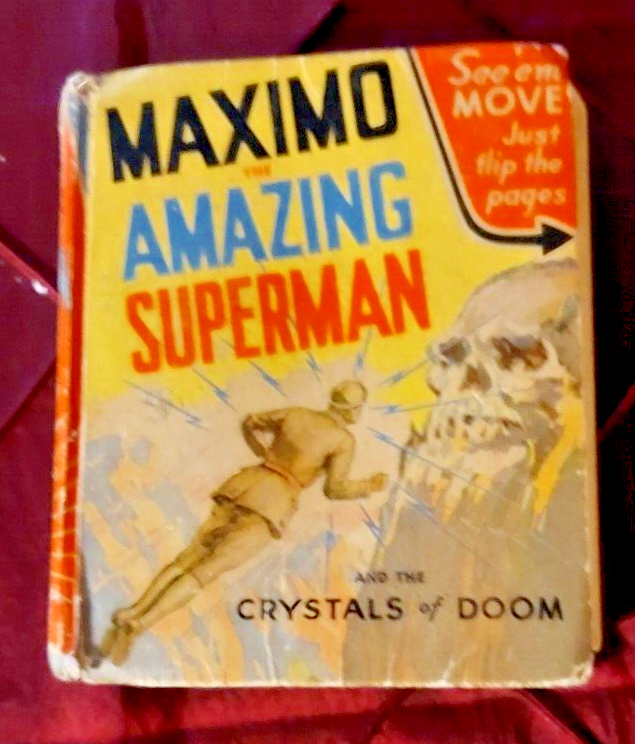 MAXIMO
THE
AMAZING
SUPERMAN
See em
MOVE
Just
flip the
pages
AND THE
CRYSTALS of DOOM